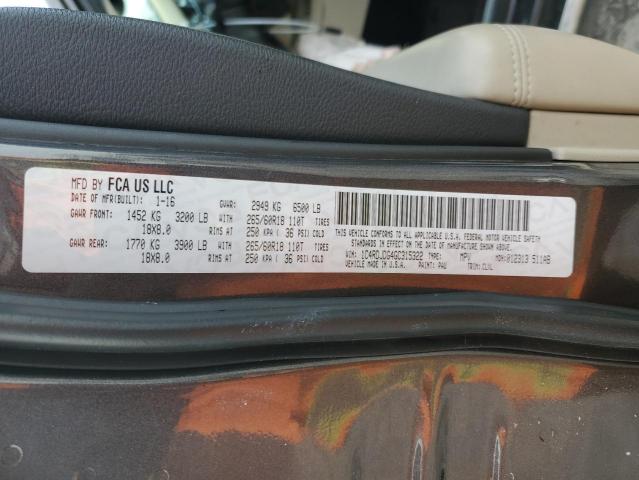 MFD BY FCA US LLC
DATE OF MFR(BUILT): 1-16 GVWR: 2949 KG 6500 LB
GAWR FRONT: 1452 KG 3200 LB WITH 265/60R18 110T TIRES
18X8.0 RIMS AT 250 KPA ( 36 PSI) COLD
GAWR REAR: 1770 KG 3900 LB WITH 265/60R18 110T TIRES
18X8.0 RIMS AT 250 KPA ( 36 PSI) COLD
THIS VEHICLE CONFORMS TO ALL APPLICABLE U.S.A. FEDERAL MOTOR VEHICLE SAFETY
STANDARDS IN EFFECT ON THE DATE OF MANUFACTURE SHOWN ABOVE.
VIN: 1C4RDJDG4GC315322 TYPE: MPV MDH: 012313 511AB
MADE IN U.S.A. PAINT: PAU TRIM: